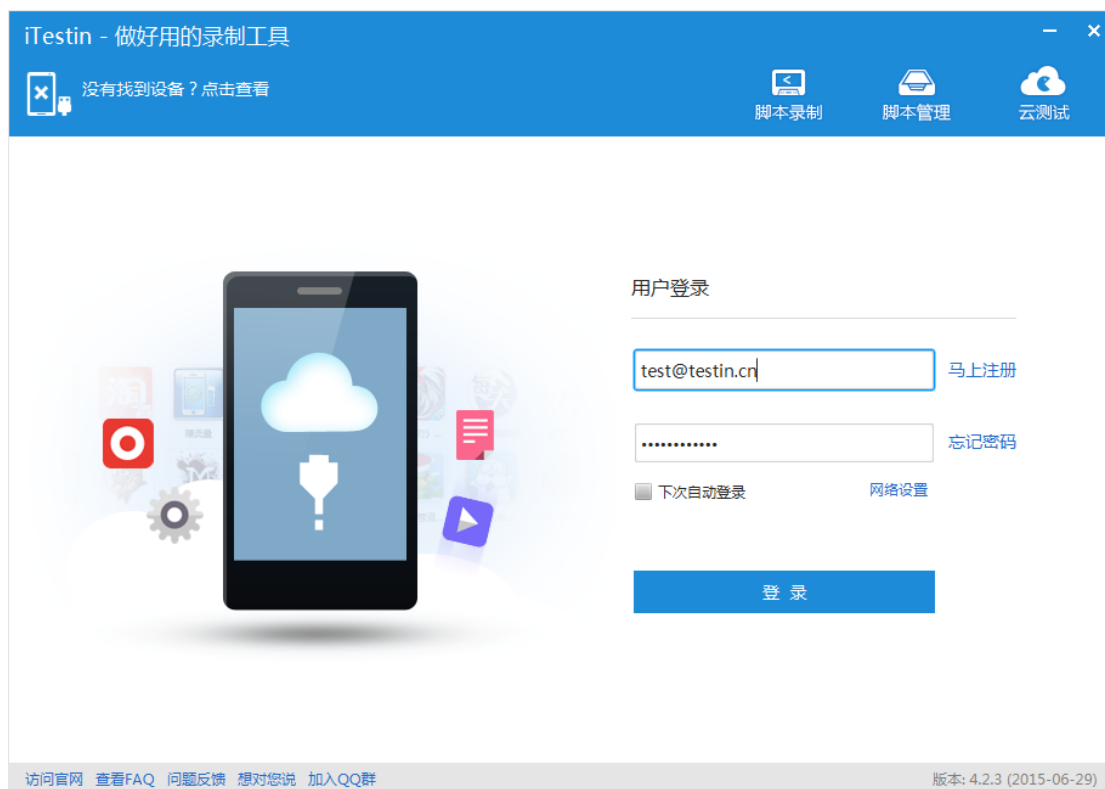 iTestin - 做好用的录制工具
没有找到设备？点击查看
脚本录制 脚本管理 云测试
用户登录
test@testin.cn 马上注册
•••••••••••• 忘记密码
下次自动登录 网络设置
登 录
访问官网 查看FAQ 问题反馈 想对您说 加入QQ群 版本: 4.2.3 (2015-06-29)